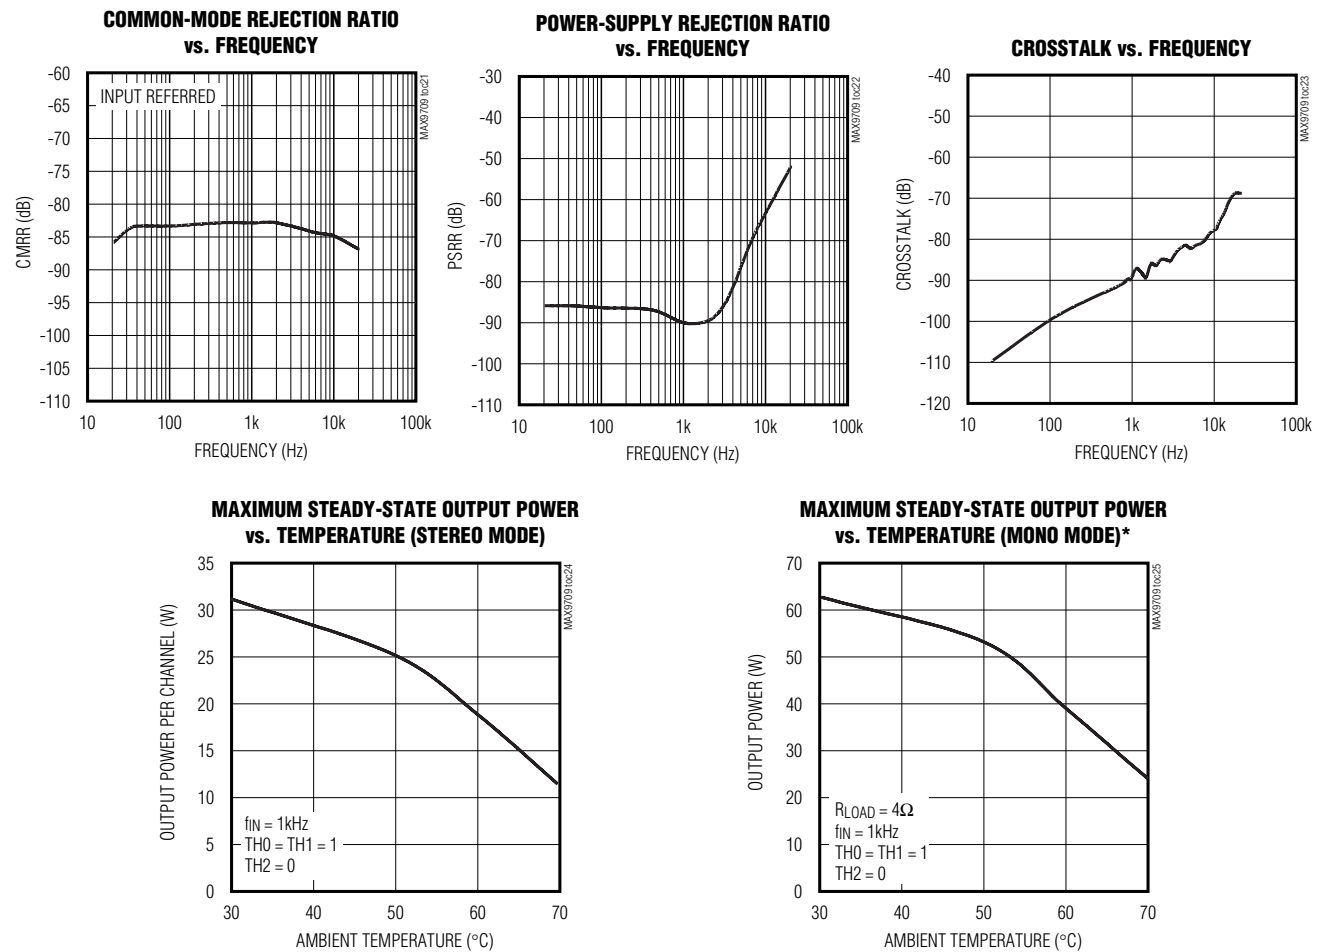 COMMON-MODE REJECTION RATIO
vs. FREQUENCY
-60
-65
-70
-75
-80
-85
-90
-95
-100
-105
-110
CMRR (dB)
INPUT REFERRED
MAX9709 toc21
10 100 1k 10k 100k
FREQUENCY (Hz)
POWER-SUPPLY REJECTION RATIO
vs. FREQUENCY
-30
-40
-50
-60
-70
-80
-90
-100
-110
PSRR (dB)
MAX9709 toc22
10 100 1k 10k 100k
FREQUENCY (Hz)
CROSSTALK vs. FREQUENCY
-40
-50
-60
-70
-80
-90
-100
-110
-120
CROSSTALK (dB)
MAX9709 toc23
10 100 1k 10k 100k
FREQUENCY (Hz)
MAXIMUM STEADY-STATE OUTPUT POWER
vs. TEMPERATURE (STEREO MODE)
35
30
25
20
15
10
5
0
OUTPUT POWER PER CHANNEL (W)
MAX9709 toc24
fIN = 1kHz
TH0 = TH1 = 1
TH2 = 0
30 40 50 60 70
AMBIENT TEMPERATURE (°C)
MAXIMUM STEADY-STATE OUTPUT POWER
vs. TEMPERATURE (MONO MODE)*
70
60
50
40
30
20
10
0
OUTPUT POWER (W)
MAX9709 toc25
RLOAD = 4Ω
fIN = 1kHz
TH0 = TH1 = 1
TH2 = 0
30 40 50 60 70
AMBIENT TEMPERATURE (°C)